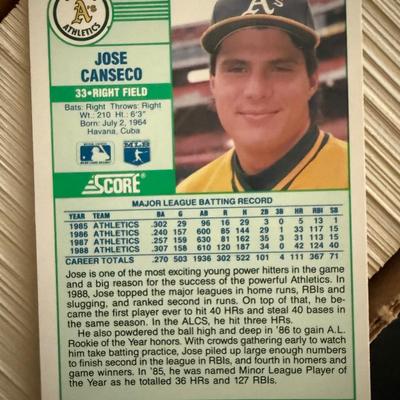 A's
ATHLETICS
A's
JOSE
CANSECO
33•RIGHT FIELD
Bats: Right Throws: Right
Wt.: 210 Ht.: 6'3"
Born: July 2, 1964
Havana, Cuba
MLB
SCORE
MAJOR LEAGUE BATTING RECORD
YEAR TEAM BA G AB R H 2B 3B HR RBI SB
1985 ATHLETICS .302 29 96 16 29 3 0 5 13 1
1986 ATHLETICS .240 157 600 85 144 29 1 33 117 15
1987 ATHLETICS .257 159 630 81 162 35 3 31 113 15
1988 ATHLETICS .307 158 610 120 187 34 0 42 124 40
CAREER TOTALS .270 503 1936 302 522 101 4 111 367 71
Jose is one of the most exciting young power hitters in the game
and a big reason for the success of the powerful Athletics. In
1988, Jose topped the major leagues in home runs, RBIs and
slugging, and ranked second in runs. On top of that, he be-
came the first player ever to hit 40 HRs and steal 40 bases
in the same season. In the ALCS, he hit three HRs.
He also powdered the ball high and deep in '86 to gain A.L.
Rookie of the Year honors. With crowds gathering early to watch
him take batting practice, Jose piled up large enough numbers
to finish second in the league in RBIs, and fourth in homers and
game winners. In '85, he was named Minor League Player of
the Year as he totalled 36 HRs and 127 RBIs.